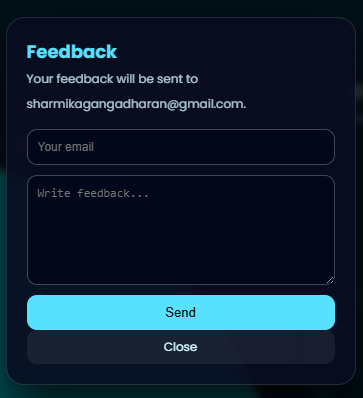 Feedback
Your feedback will be sent to
sharmikagangadharan@gmail.com.
Your email
Write feedback...
Send
Close